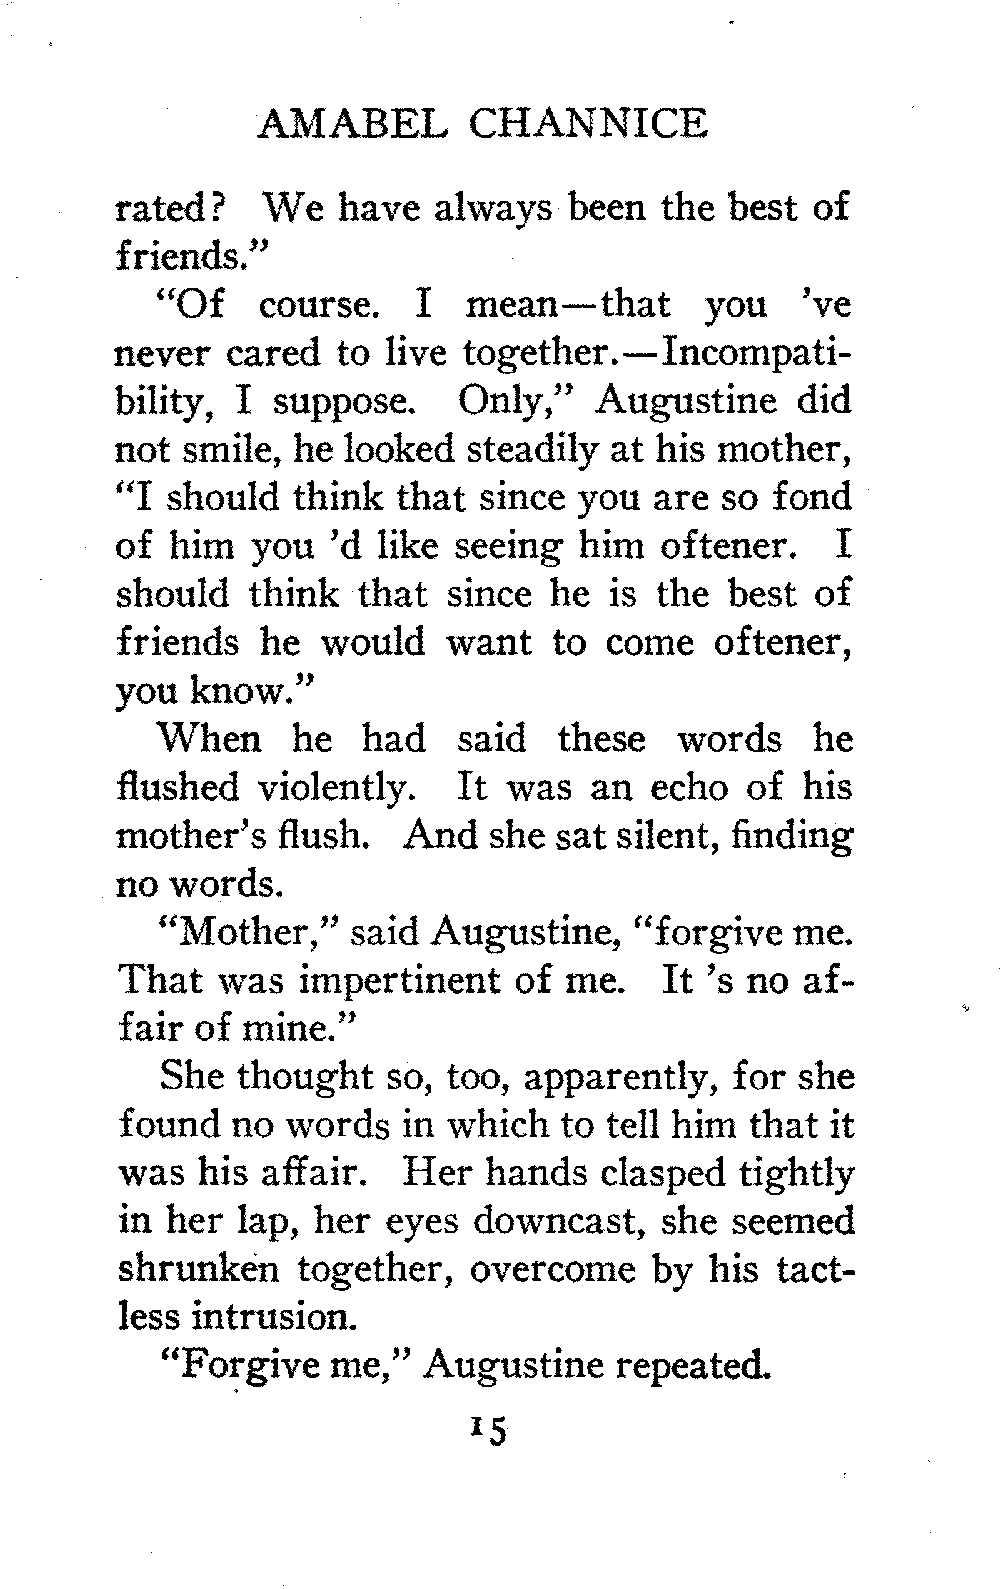 AMABEL CHANNICE
rated? We have always been the best of
friends.”
“Of course. I mean—that you ’ve
never cared to live together.—Incompati-
bility, I suppose. Only,” Augustine did
not smile, he looked steadily at his mother,
“I should think that since you are so fond
of him you ’d like seeing him oftener. I
should think that since he is the best of
friends he would want to come oftener,
you know.”
When he had said these words he
flushed violently. It was an echo of his
mother’s flush. And she sat silent, finding
no words.
“Mother,” said Augustine, “forgive me.
That was impertinent of me. It ’s no af-
fair of mine.”
She thought so, too, apparently, for she
found no words in which to tell him that it
was his affair. Her hands clasped tightly
in her lap, her eyes downcast, she seemed
shrunken together, overcome by his tact-
less intrusion.
“Forgive me,” Augustine repeated.
15